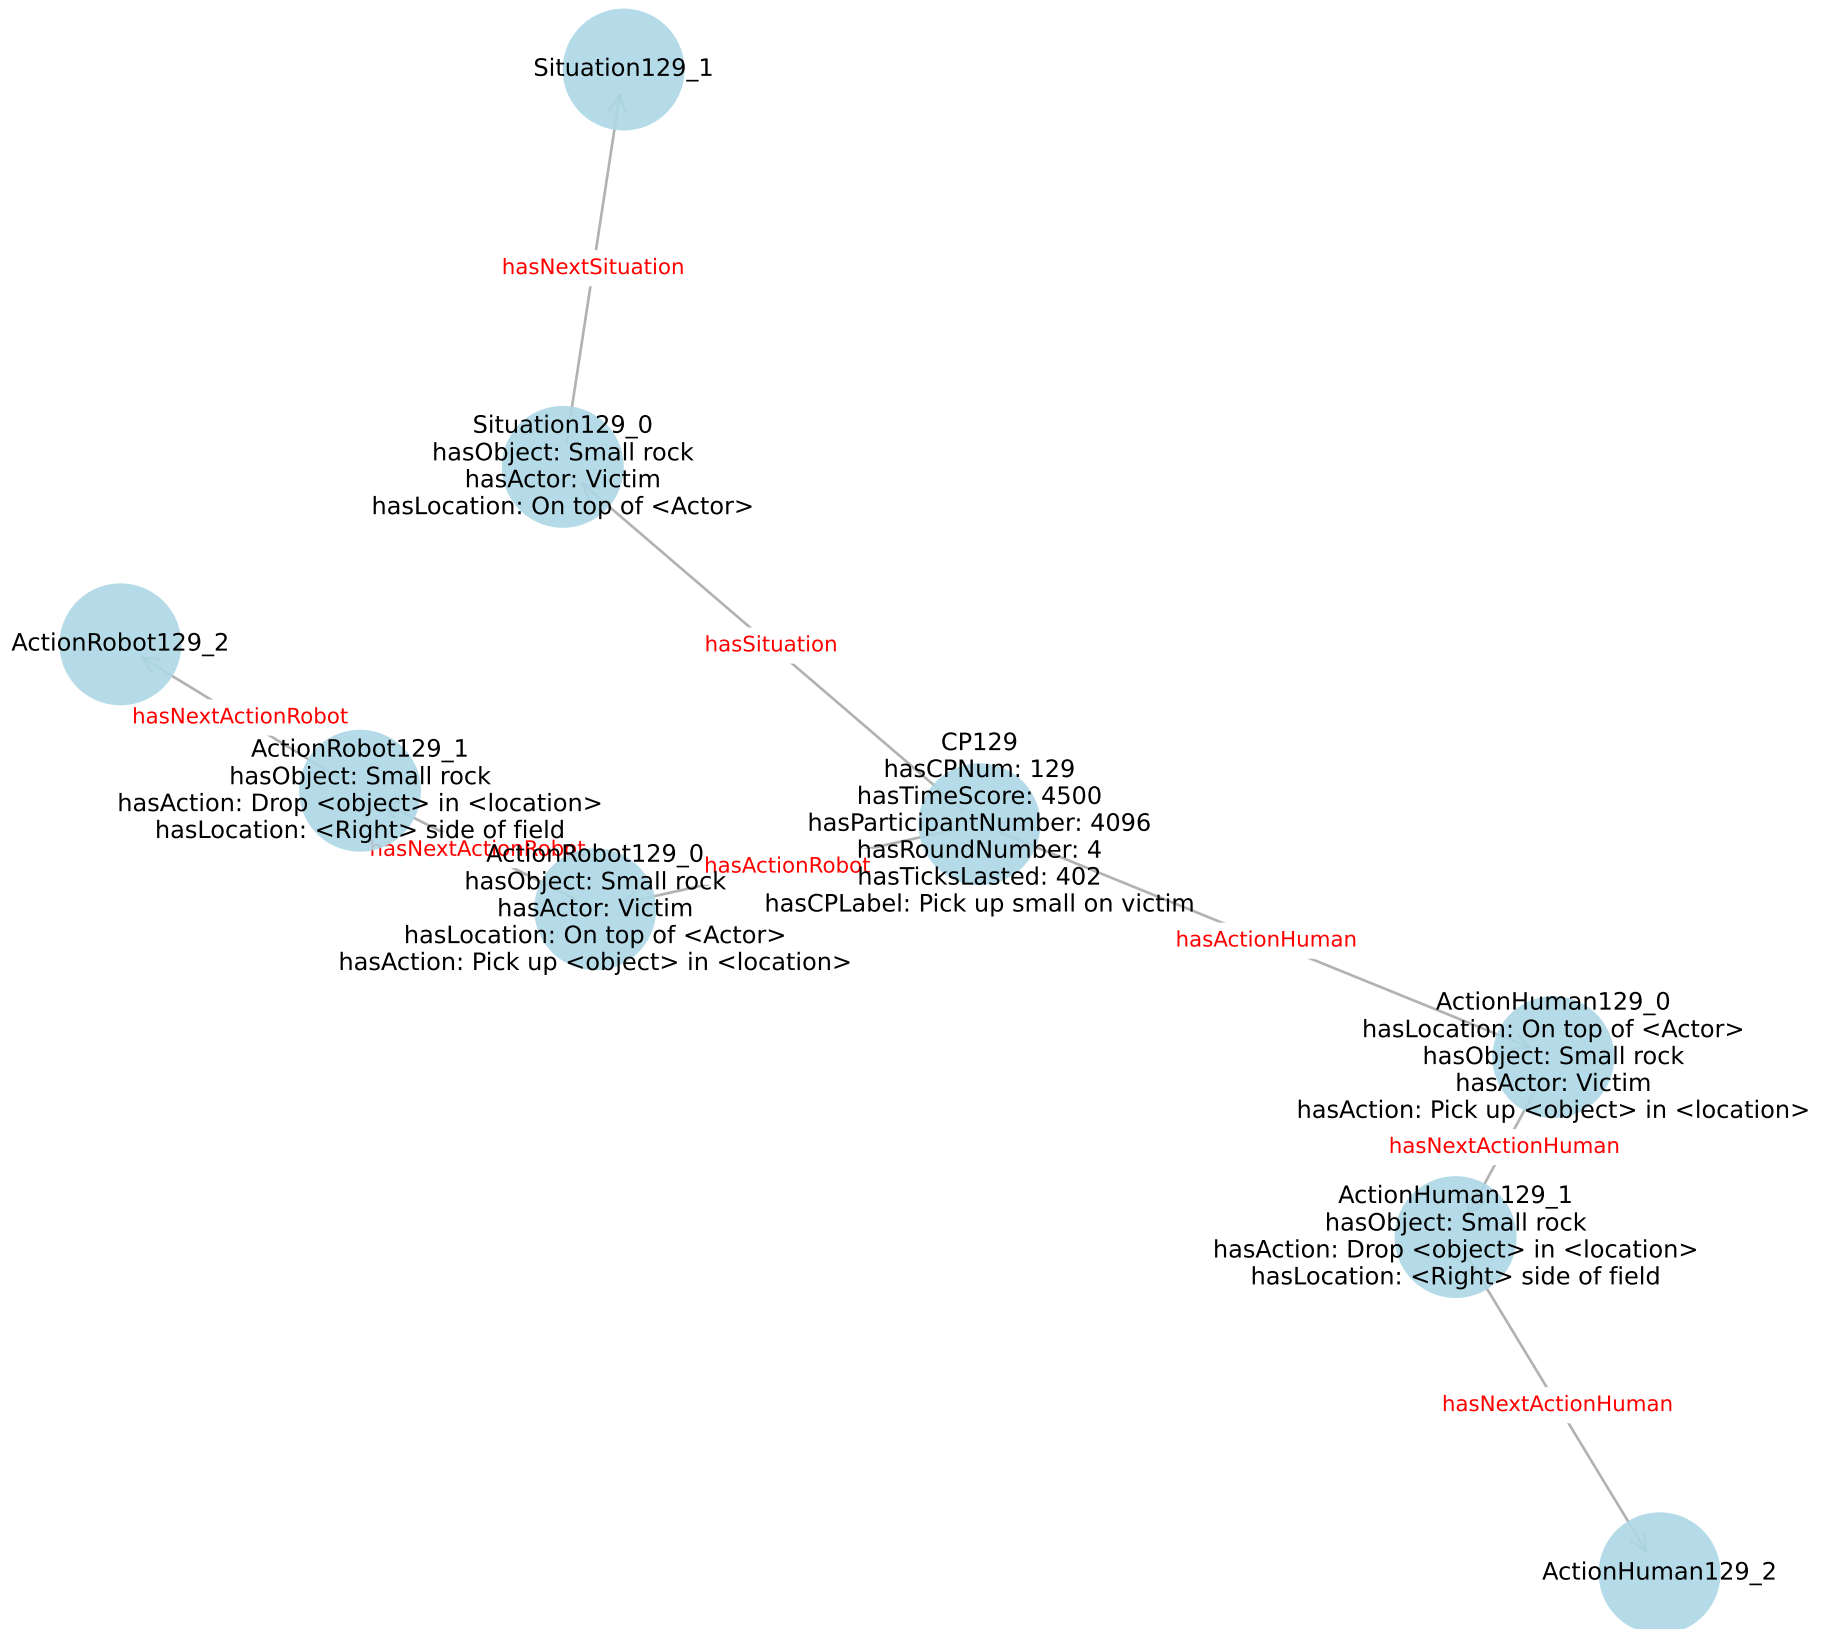 Situation129_1
hasNextSituation
Situation129_0
hasObject: Small rock
hasActor: Victim
hasLocation: On top of <Actor>
hasSituation
ActionRobot129_2
hasNextActionRobot
ActionRobot129_1
hasObject: Small rock
hasAction: Drop <object> in <location>
hasLocation: <Right> side of field
hasNextActionRobot
ActionRobot129_0
hasObject: Small rock
hasActor: Victim
hasLocation: On top of <Actor>
hasAction: Pick up <object> in <location>
hasActionRobot
CP129
hasCPNum: 129
hasTimeScore: 4500
hasParticipantNumber: 4096
hasRoundNumber: 4
hasTicksLasted: 402
hasCPLabel: Pick up small on victim
hasActionHuman
ActionHuman129_0
hasLocation: On top of <Actor>
hasObject: Small rock
hasActor: Victim
hasAction: Pick up <object> in <location>
hasNextActionHuman
ActionHuman129_1
hasObject: Small rock
hasAction: Drop <object> in <location>
hasLocation: <Right> side of field
hasNextActionHuman
ActionHuman129_2